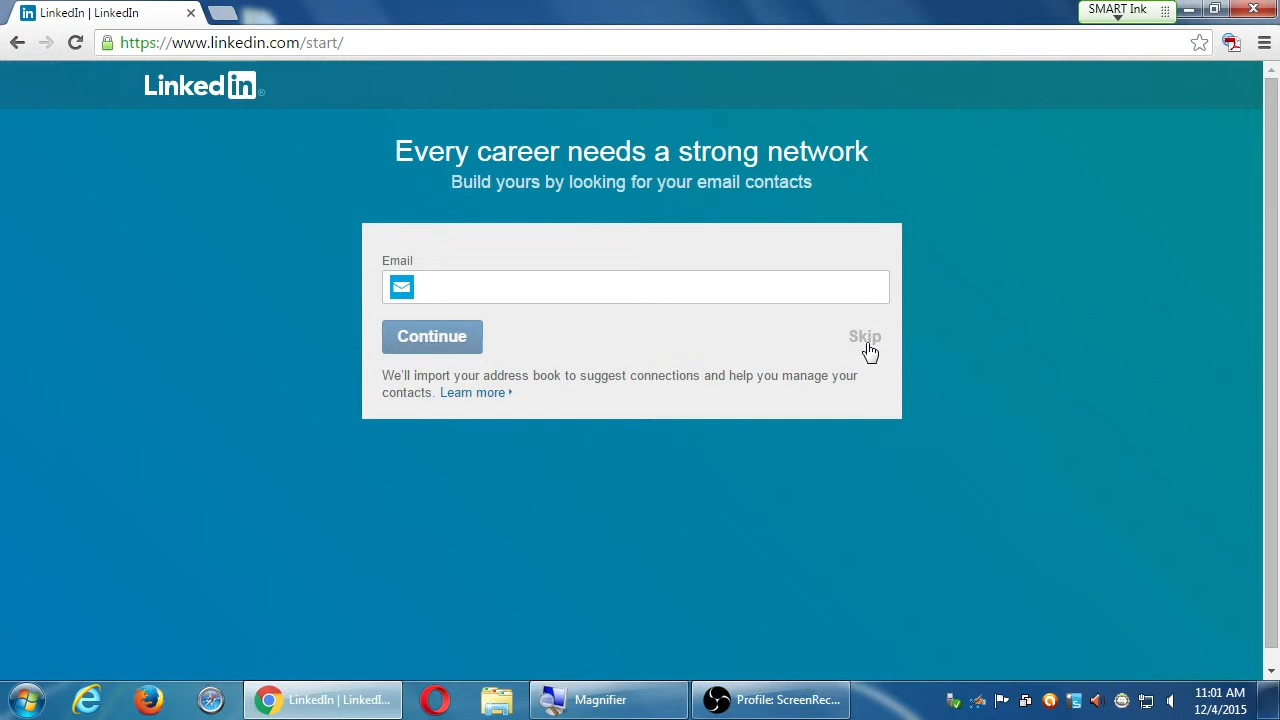 LinkedIn | LinkedIn
SMART Ink
https://www.linkedin.com/start/
Linkedin
Every career needs a strong network
Build yours by looking for your email contacts
Email
Continue
Skip
We'll import your address book to suggest connections and help you manage your
contacts. Learn more
LinkedIn | LinkedI...
Magnifier
Profile: ScreenRec...
11:01 AM
12/4/2015